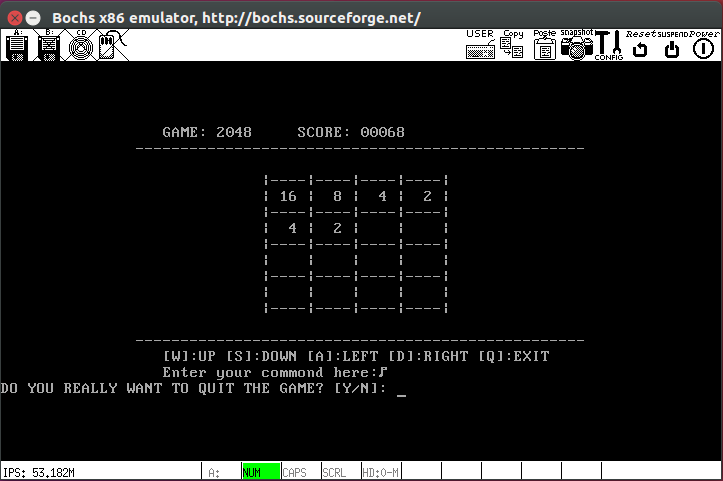 Bochs x86 emulator, http://bochs.sourceforge.net/
A: B: CD USER Copy Poste snapshot CONFIG Reset SUSPEND Power
GAME: 2048 SCORE: 00068
16 8 4 2
4 2
[W]:UP [S]:DOWN [A]:LEFT [D]:RIGHT [Q]:EXIT
Enter your commond here:♪
DO YOU REALLY WANT TO QUIT THE GAME? [Y/N]: _
IPS: 53.182M A: NUM CAPS SCRL HD:0-M